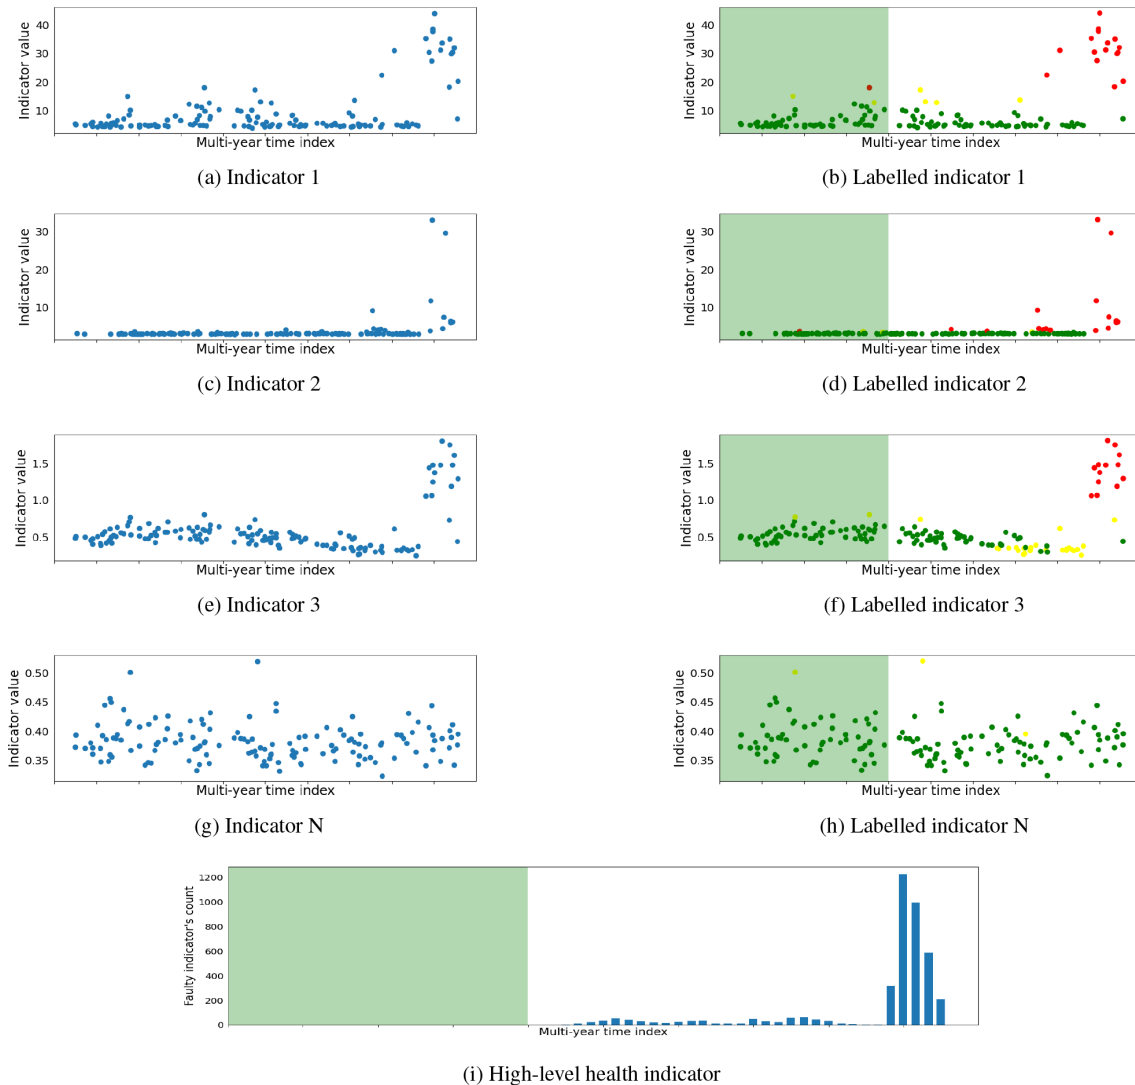 40
30
20
10
Indicator value
Multi-year time index
(a) Indicator 1
40
30
20
10
Indicator value
Multi-year time index
(b) Labelled indicator 1
30
20
10
Indicator value
Multi-year time index
(c) Indicator 2
30
20
10
Indicator value
Multi-year time index
(d) Labelled indicator 2
1.5
1.0
0.5
Indicator value
Multi-year time index
(e) Indicator 3
1.5
1.0
0.5
Indicator value
Multi-year time index
(f) Labelled indicator 3
0.50
0.45
0.40
0.35
Indicator value
Multi-year time index
(g) Indicator N
0.50
0.45
0.40
0.35
Indicator value
Multi-year time index
(h) Labelled indicator N
1200
1000
800
600
400
200
0
Faulty indicator's count
Multi-year time index
(i) High-level health indicator